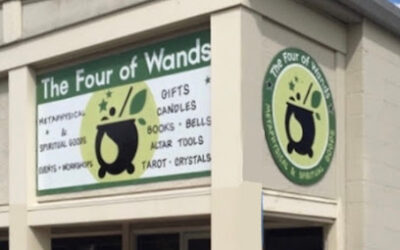 The Four of Wands
METAPHYSICAL
&
SPIRITUAL GOODS
EVENTS • WORKSHOPS
GIFTS
CANDLES
BOOKS • BELLS
ALTAR TOOLS
TAROT • CRYSTALS
The Four of Wands
METAPHYSICAL & SPIRITUAL GOODS